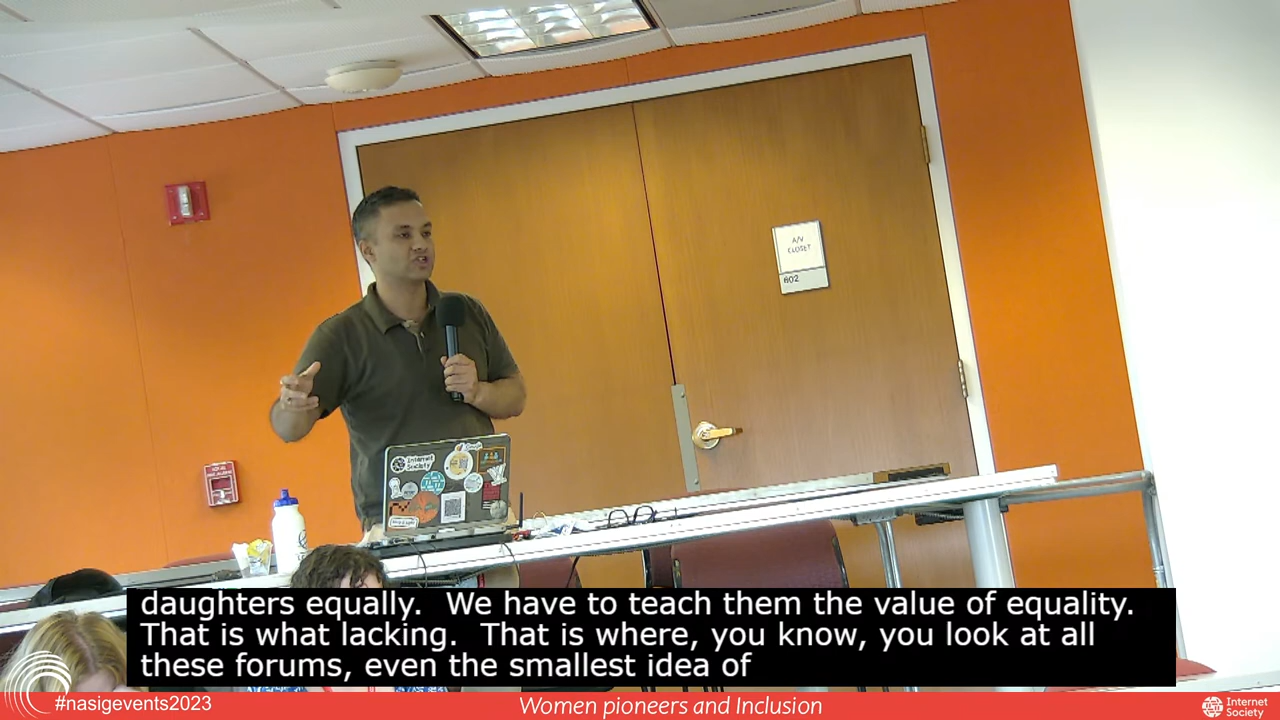 A/V
CLOSET
602
Internet
Society
Google
daughters equally.  We have to teach them the value of equality.
That is what lacking.  That is where, you know, you look at all
these forums, even the smallest idea of
#nasigevents2023
Women pioneers and Inclusion
Internet
Society